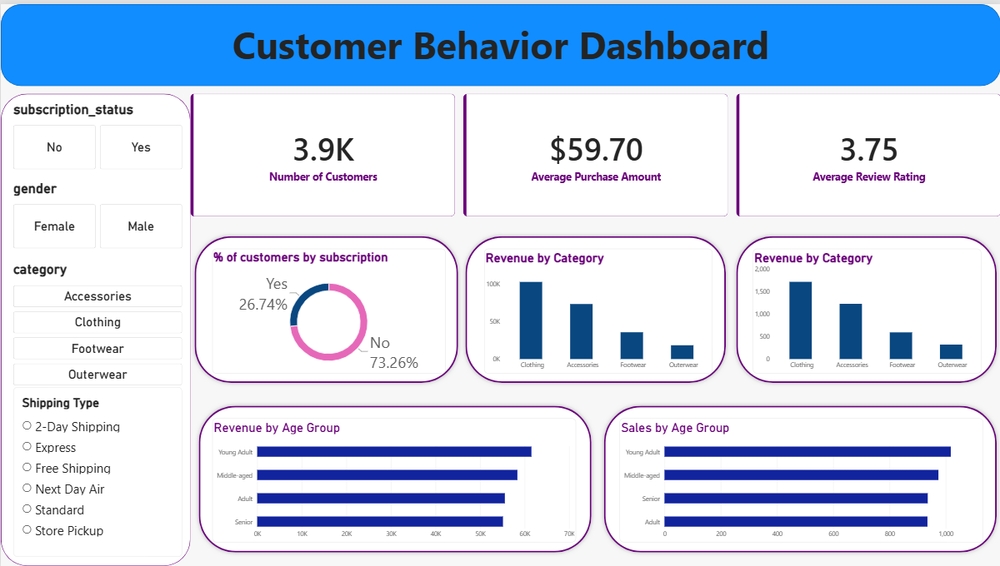 Customer Behavior Dashboard
subscription_status
No
Yes
gender
Female
Male
category
Accessories
Clothing
Footwear
Outerwear
Shipping Type
2-Day Shipping
Express
Free Shipping
Next Day Air
Standard
Store Pickup
3.9K
Number of Customers
$59.70
Average Purchase Amount
3.75
Average Review Rating
% of customers by subscription
Yes
26.74%
No
73.26%
Revenue by Category
100K
50K
0K
Clothing
Accessories
Footwear
Outerwear
Revenue by Category
2,000
1,500
1,000
500
0
Clothing
Accessories
Footwear
Outerwear
Revenue by Age Group
Young Adult
Middle-aged
Adult
Senior
0K
10K
20K
30K
40K
50K
60K
70K
Sales by Age Group
Young Adult
Middle-aged
Senior
Adult
0
200
400
600
800
1,000